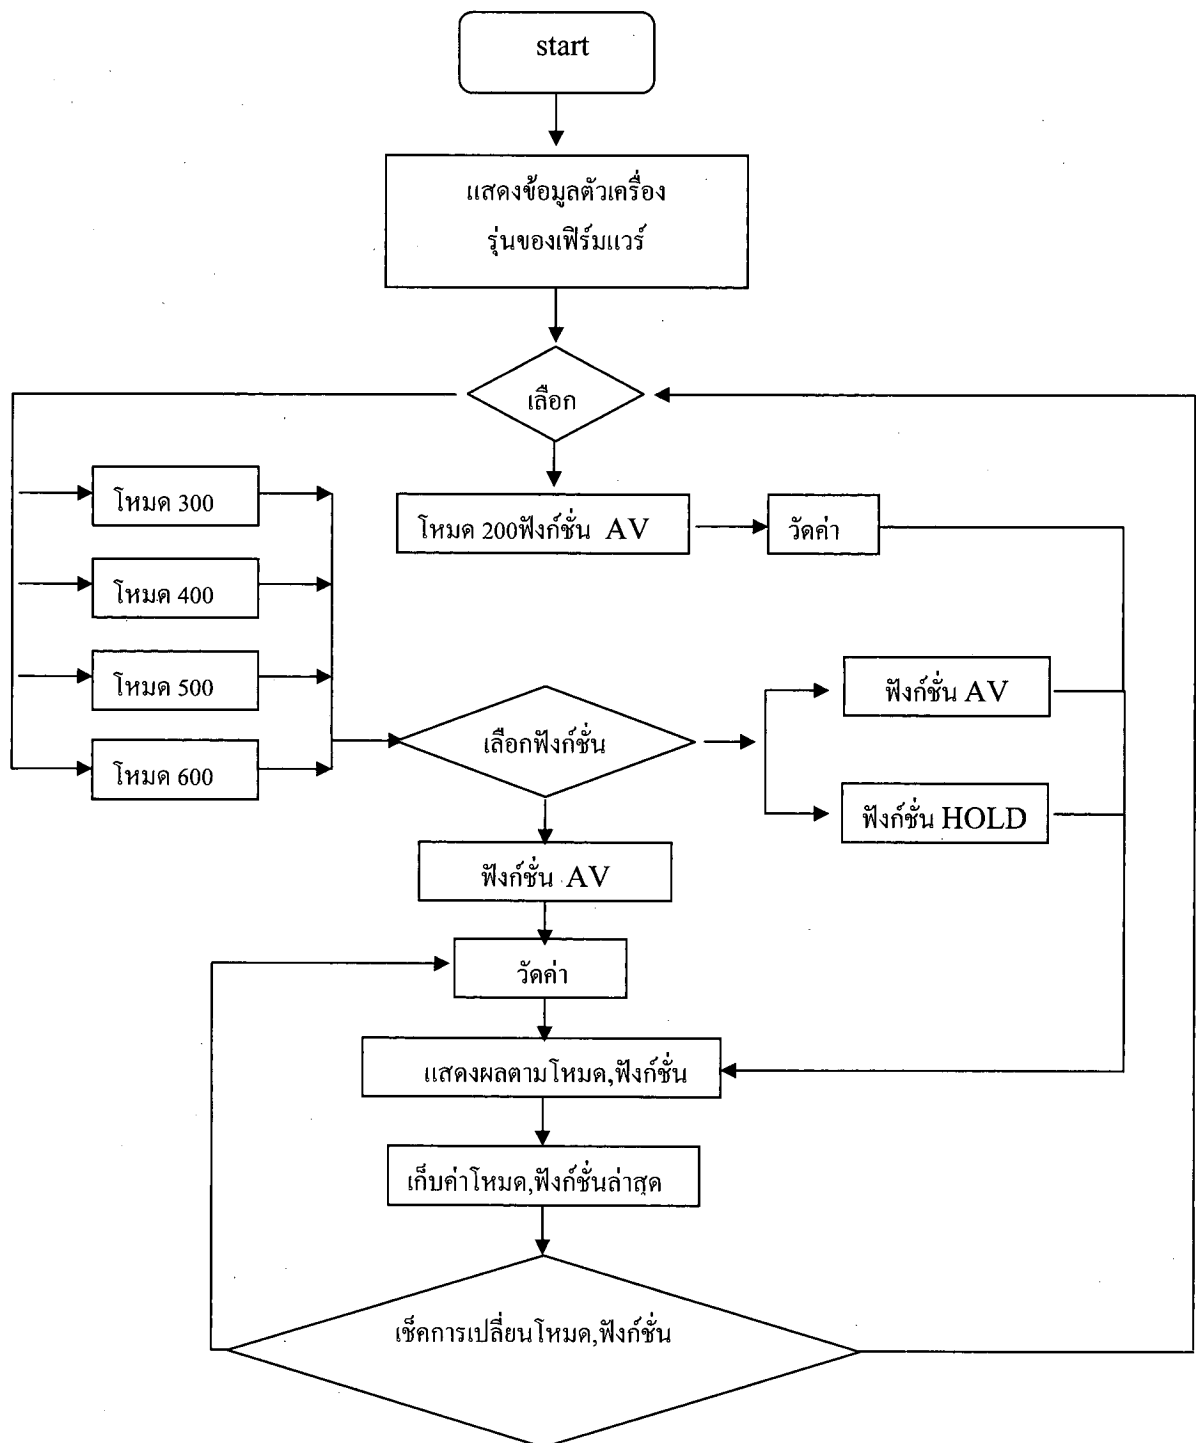 start
แสดงข้อมูลตัวเครื่อง
รุ่นของเฟิร์มแวร์
เลือก
โหมด 300
โหมด 200ฟังก์ชั่น AV
วัดค่า
โหมด 400
โหมด 500
ฟังก์ชั่น AV
เลือกฟังก์ชั่น
โหมด 600
ฟังก์ชั่น HOLD
ฟังก์ชั่น AV
วัดค่า
แสดงผลตามโหมด,ฟังก์ชั่น
เก็บค่าโหมด,ฟังก์ชั่นล่าสุด
เช็คการเปลี่ยนโหมด,ฟังก์ชั่น